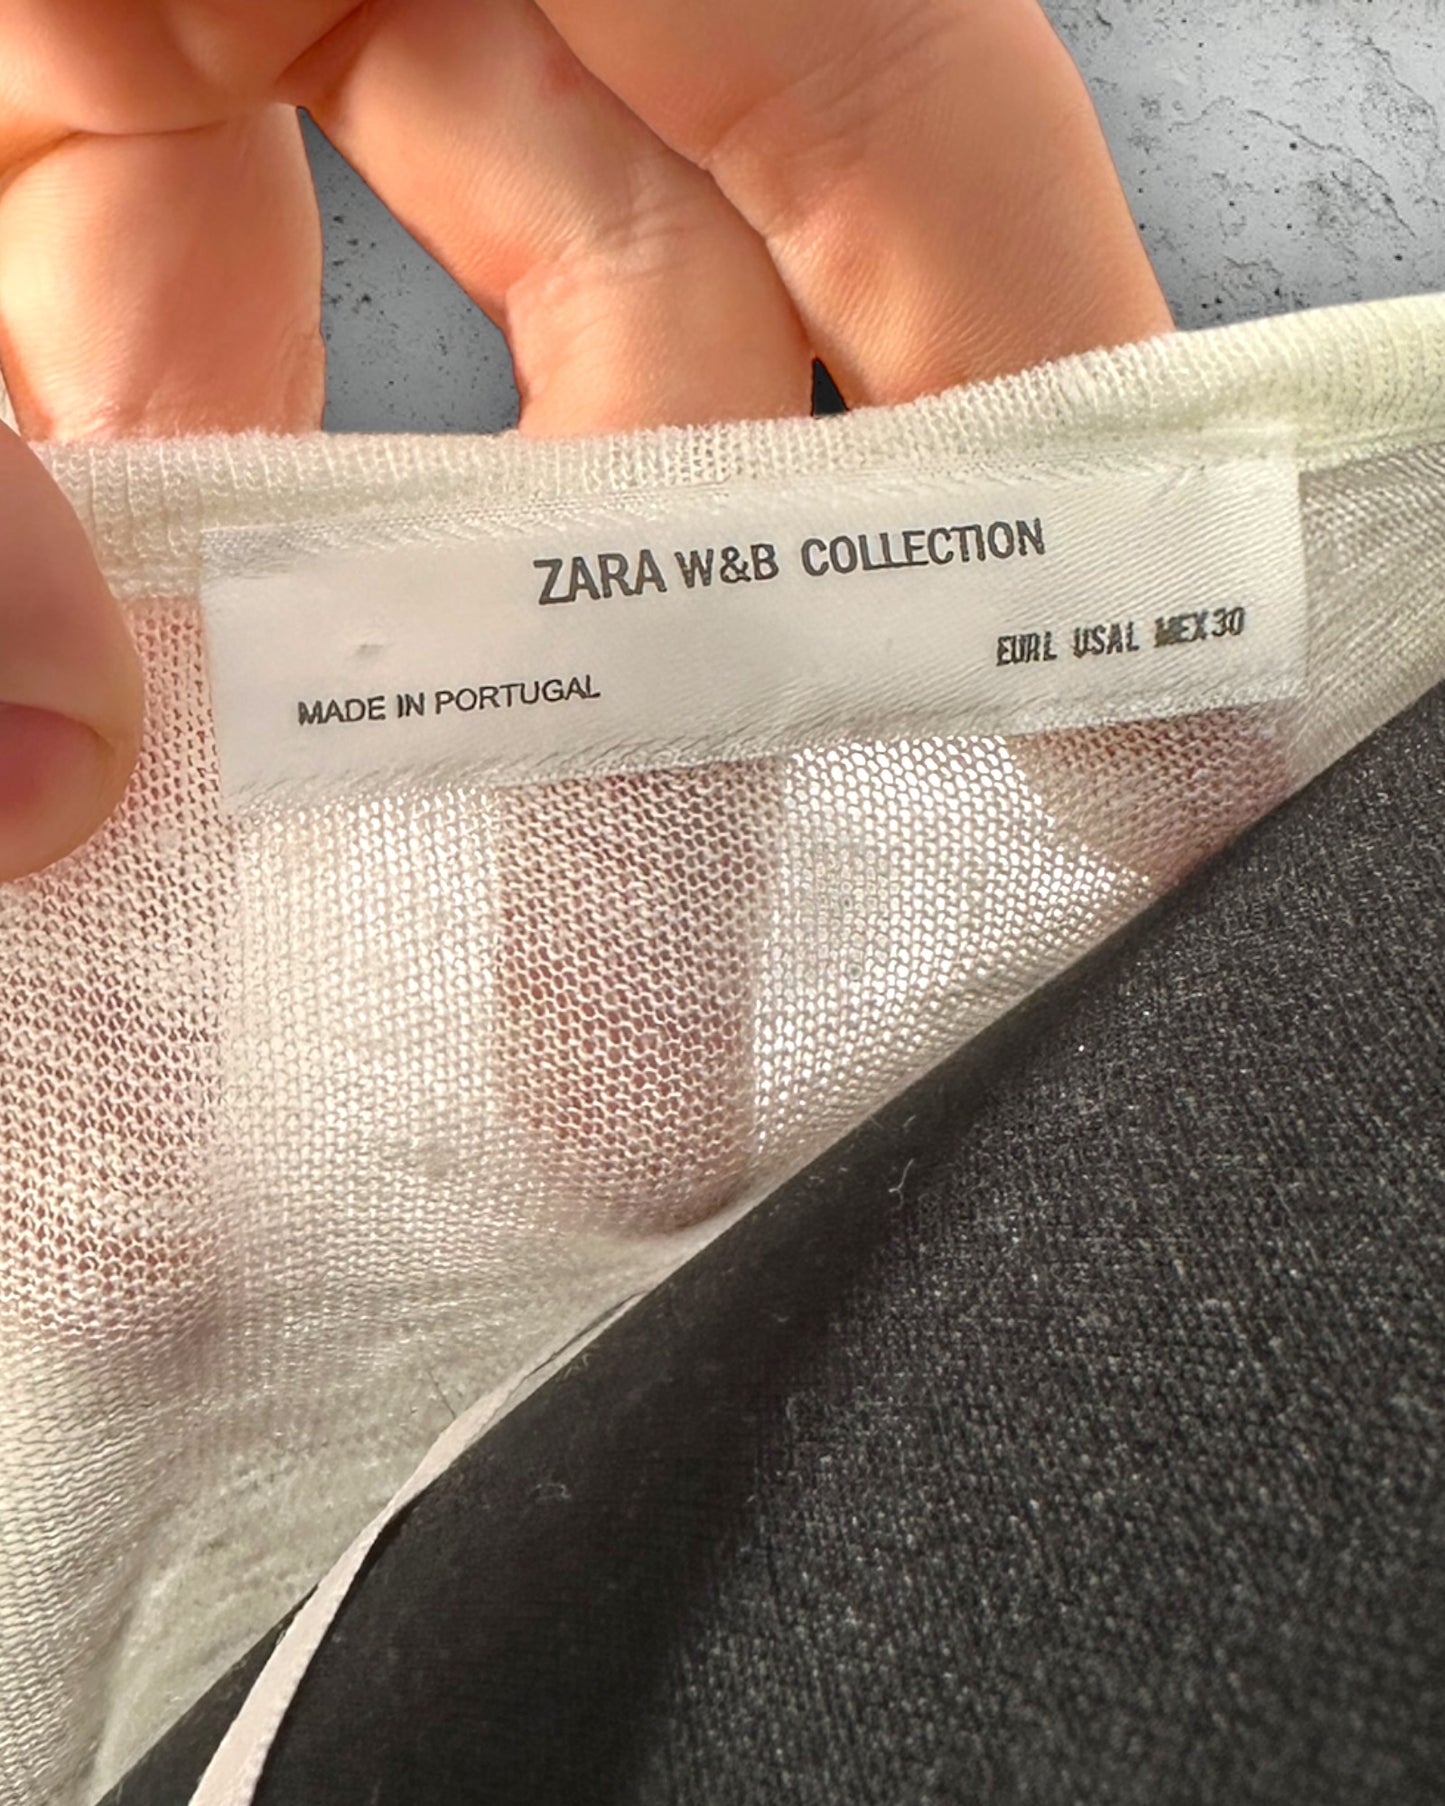 ZARA W&B COLLECTION
EUR L USA L MEX 30
MADE IN PORTUGAL